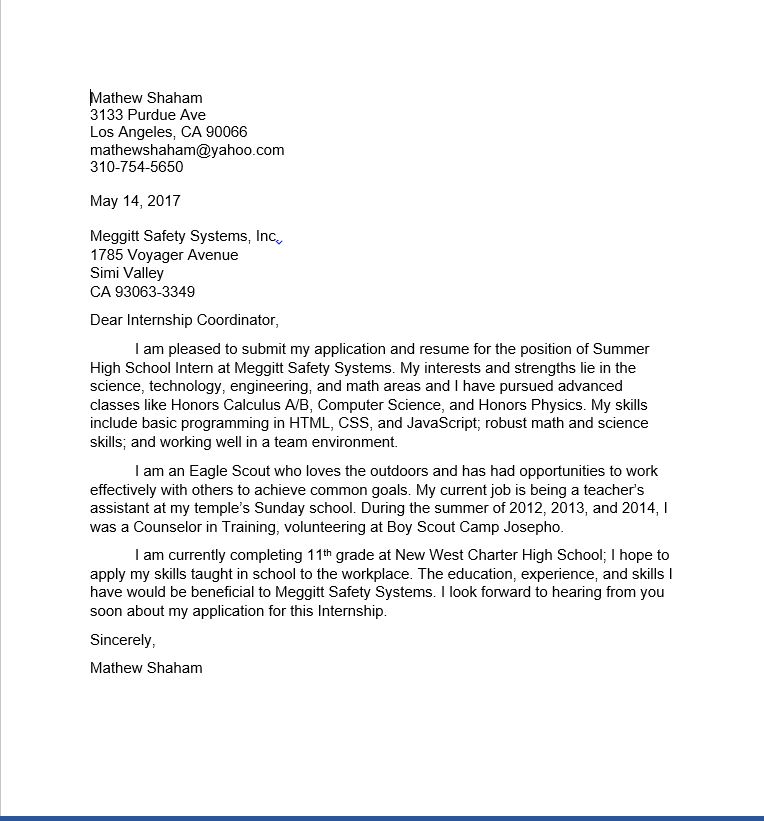 Mathew Shaham
3133 Purdue Ave
Los Angeles, CA 90066
mathewshaham@yahoo.com
310-754-5650
May 14, 2017
Meggitt Safety Systems, Inc
1785 Voyager Avenue
Simi Valley
CA 93063-3349
Dear Internship Coordinator,
I am pleased to submit my application and resume for the position of Summer
High School Intern at Meggitt Safety Systems. My interests and strengths lie in the
science, technology, engineering, and math areas and I have pursued advanced
classes like Honors Calculus A/B, Computer Science, and Honors Physics. My skills
include basic programming in HTML, CSS, and JavaScript; robust math and science
skills; and working well in a team environment.
I am an Eagle Scout who loves the outdoors and has had opportunities to work
effectively with others to achieve common goals. My current job is being a teacher’s
assistant at my temple’s Sunday school. During the summer of 2012, 2013, and 2014, I
was a Counselor in Training, volunteering at Boy Scout Camp Josepho.
I am currently completing 11th grade at New West Charter High School; I hope to
apply my skills taught in school to the workplace. The education, experience, and skills I
have would be beneficial to Meggitt Safety Systems. I look forward to hearing from you
soon about my application for this Internship.
Sincerely,
Mathew Shaham